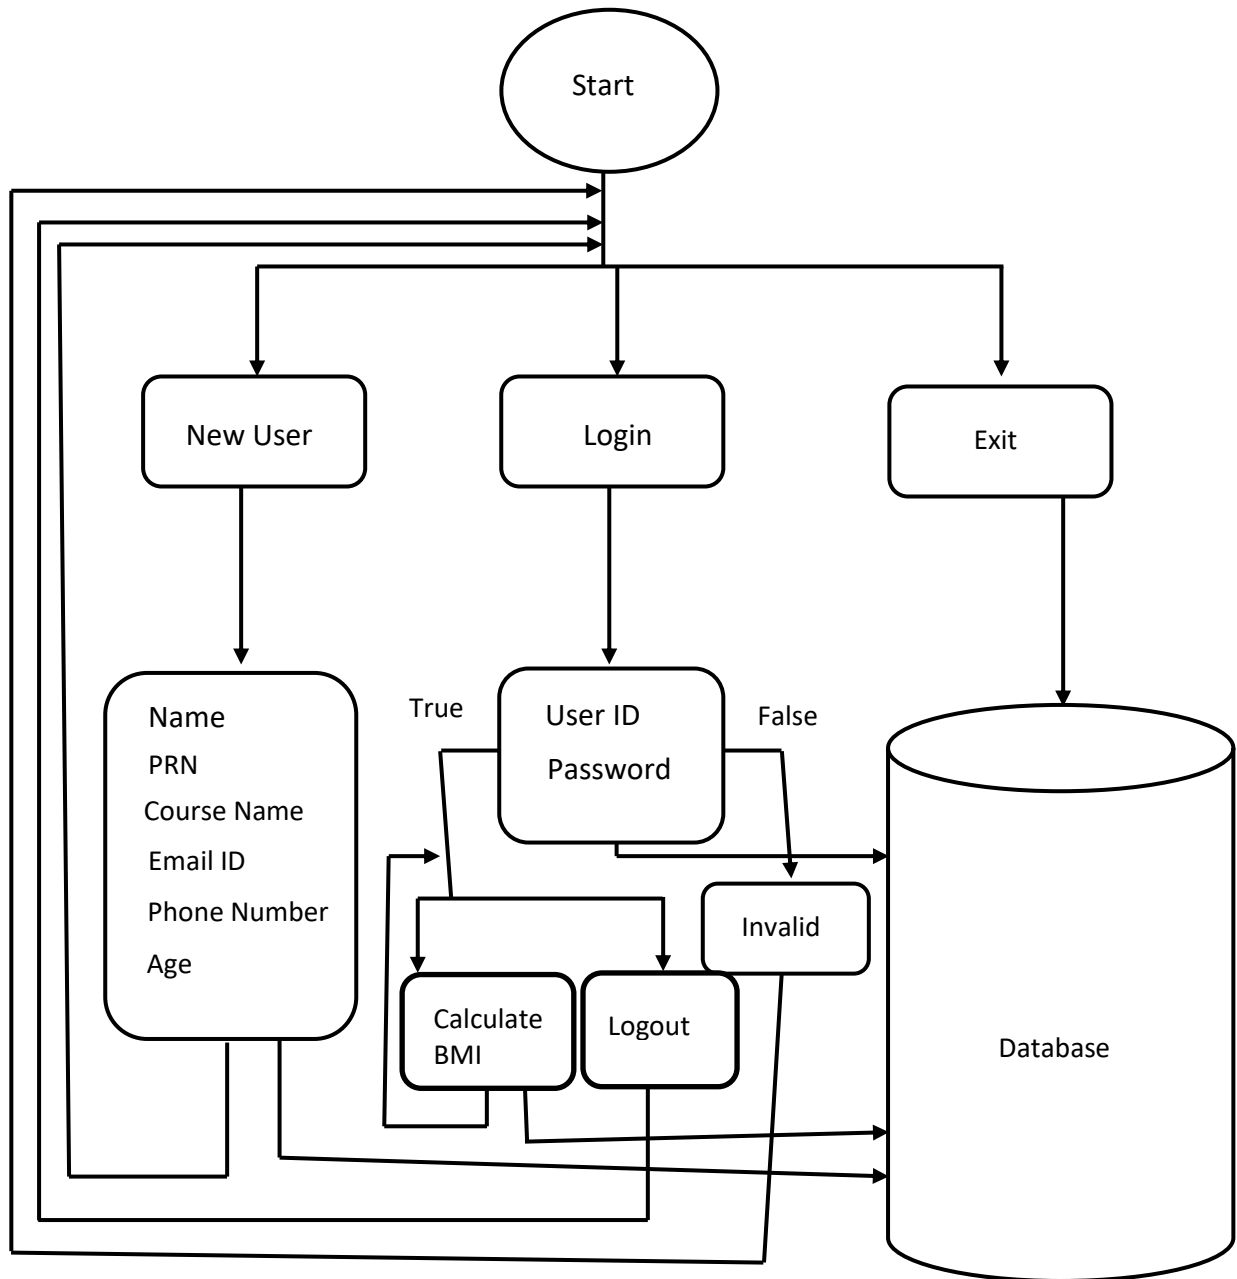 Start
New User
Login
Exit
Name
PRN
Course Name
Email ID
Phone Number
Age
True
User ID
Password
False
Invalid
Calculate
BMI
Logout
Database